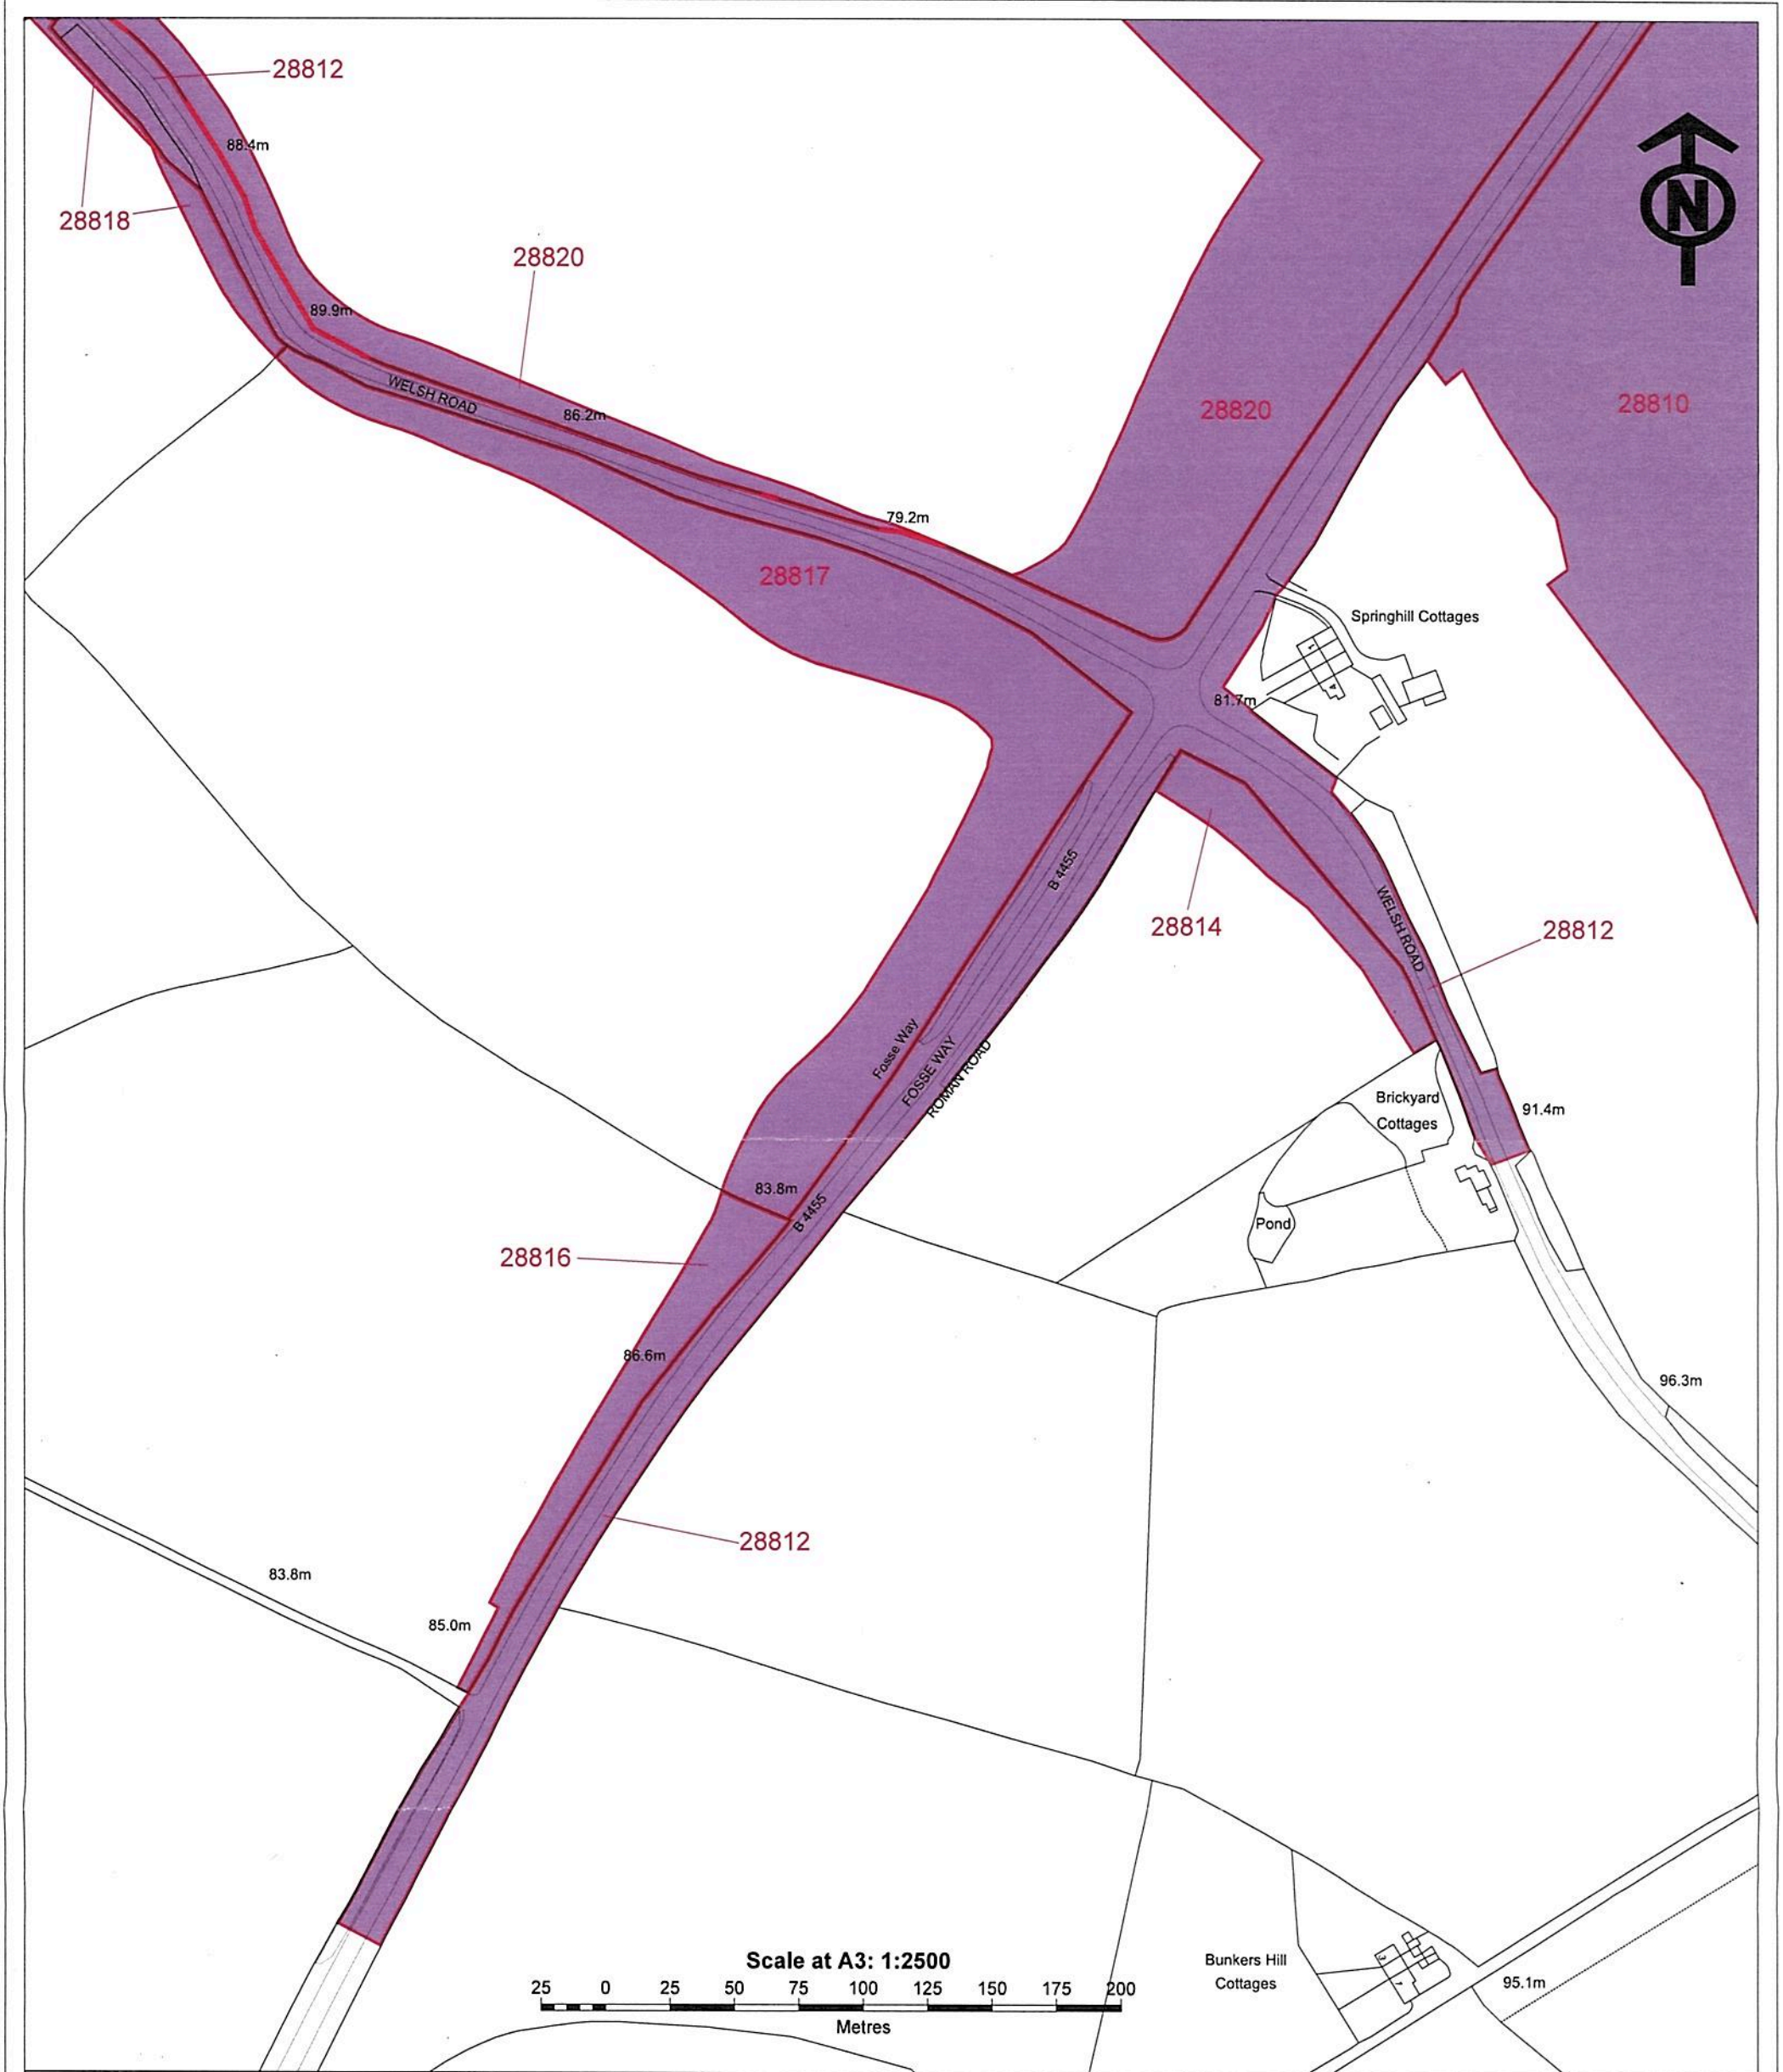 28812
88.4m
N
28818
28820
89.9m
WELSH ROAD
86.2m
28820
28810
79.2m
28817
Springhill Cottages
81.7m
B 4455
28814
WELSH ROAD
28812
Fosse Way
FOSSE WAY
ROMAN ROAD
Brickyard
Cottages
91.4m
83.8m
B 4455
Pond
28816
86.6m
96.3m
28812
83.8m
85.0m
Scale at A3: 1:2500
25 0 25 50 75 100 125 150 175 200
Metres
Bunkers Hill
Cottages
95.1m